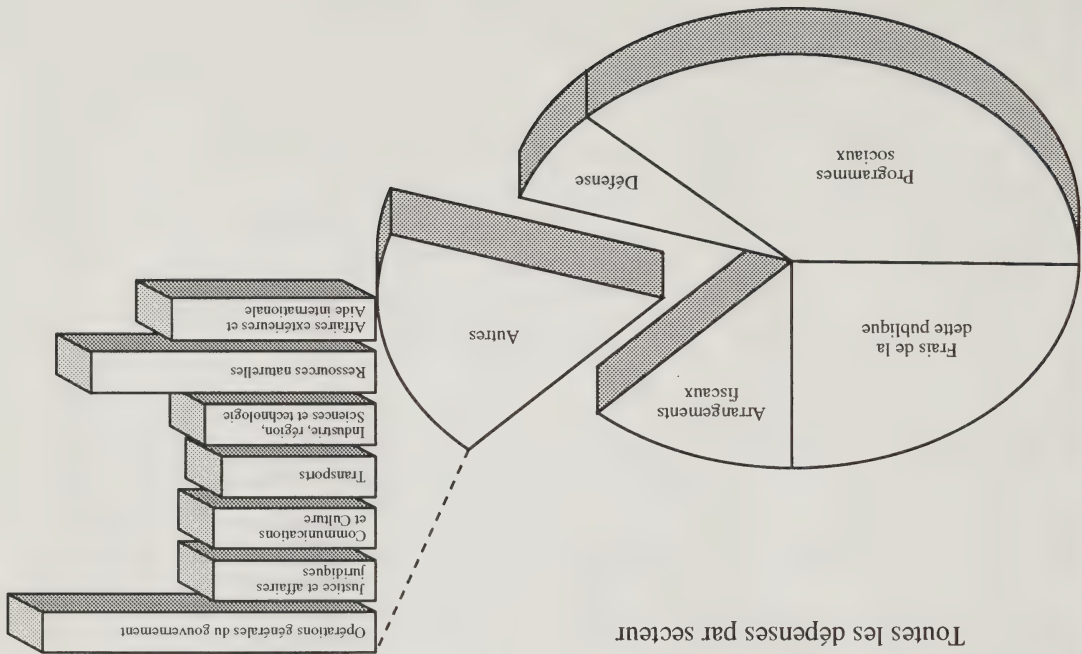 Toutes les dépenses par secteur
Opérations générales du gouvernement
Justice et affaires
juridiques
Communications
et Culture
Transports
Industrie, région,
Sciences et technologie
Ressources naturelles
Affaires extérieures et
Aide internationale
Arrangements
fiscaux
Frais de la
dette publique
Autres
Défense
Programmes
sociaux